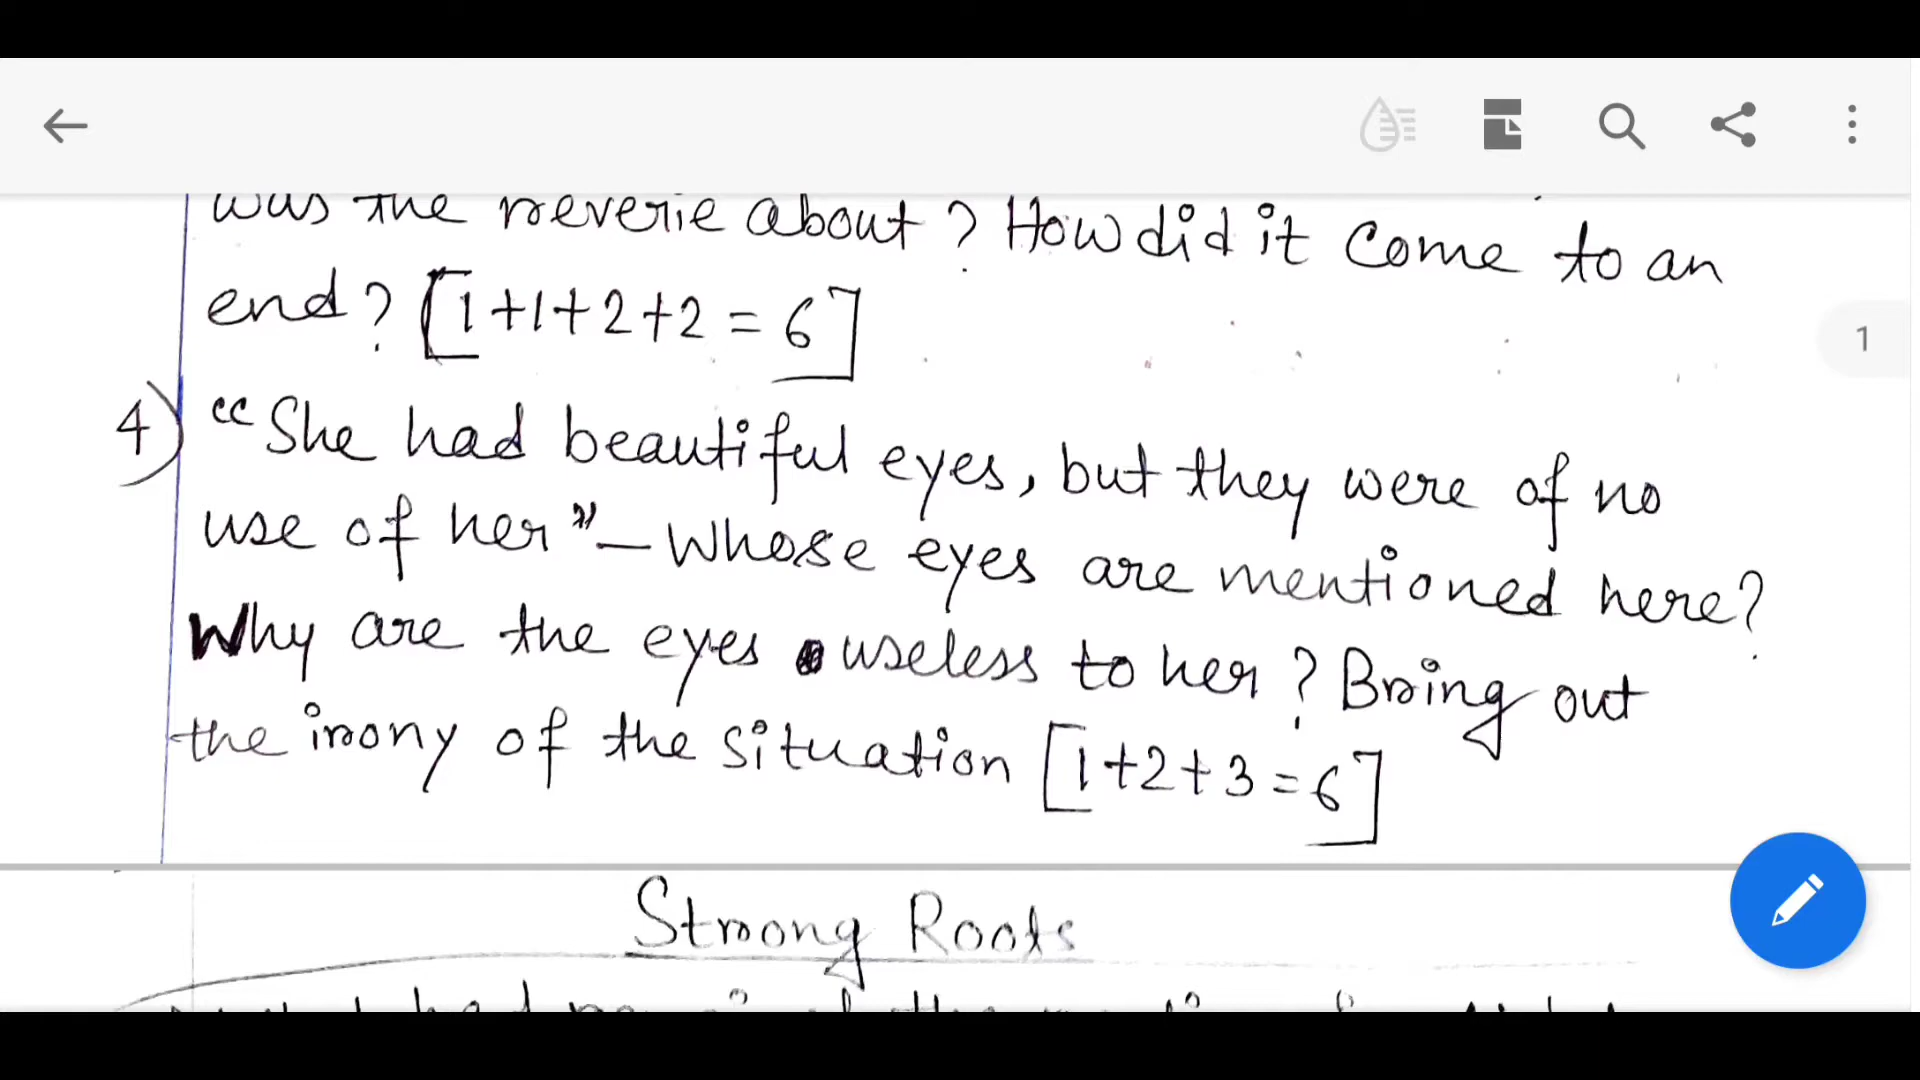 was the reverie about? How did it come to an
end? [1+1+2+2=6]
1
4) "She had beautiful eyes, but they were of no
use of her" - Whose eyes are mentioned here?
Why are the eyes useless to her? Bring out
the irony of the situation [1+2+3=6]
Strong Roots